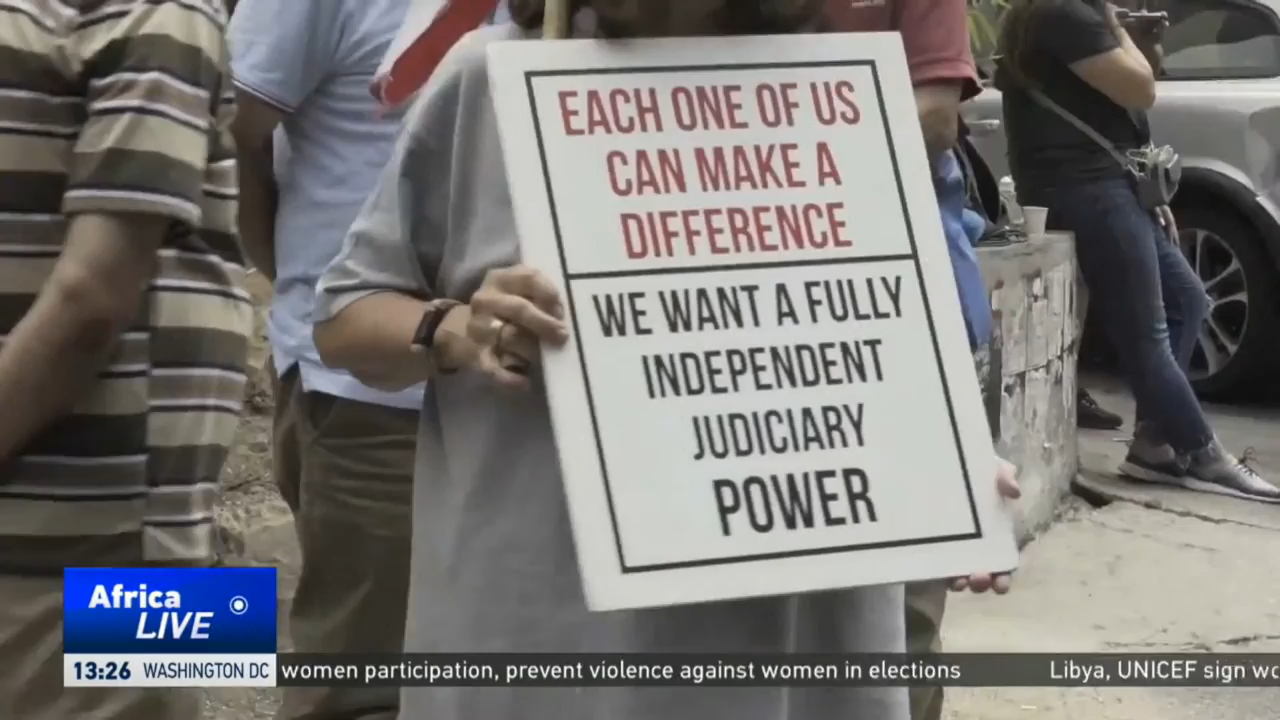 EACH ONE OF US
CAN MAKE A
DIFFERENCE
WE WANT A FULLY
INDEPENDENT
JUDICIARY
POWER
Africa
LIVE
13:26 WASHINGTON DC women participation, prevent violence against women in elections Libya, UNICEF sign